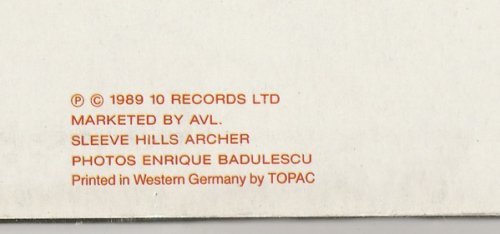 ℗ © 1989 10 RECORDS LTD
MARKETED BY AVL.
SLEEVE HILLS ARCHER
PHOTOS ENRIQUE BADULESCU
Printed in Western Germany by TOPAC